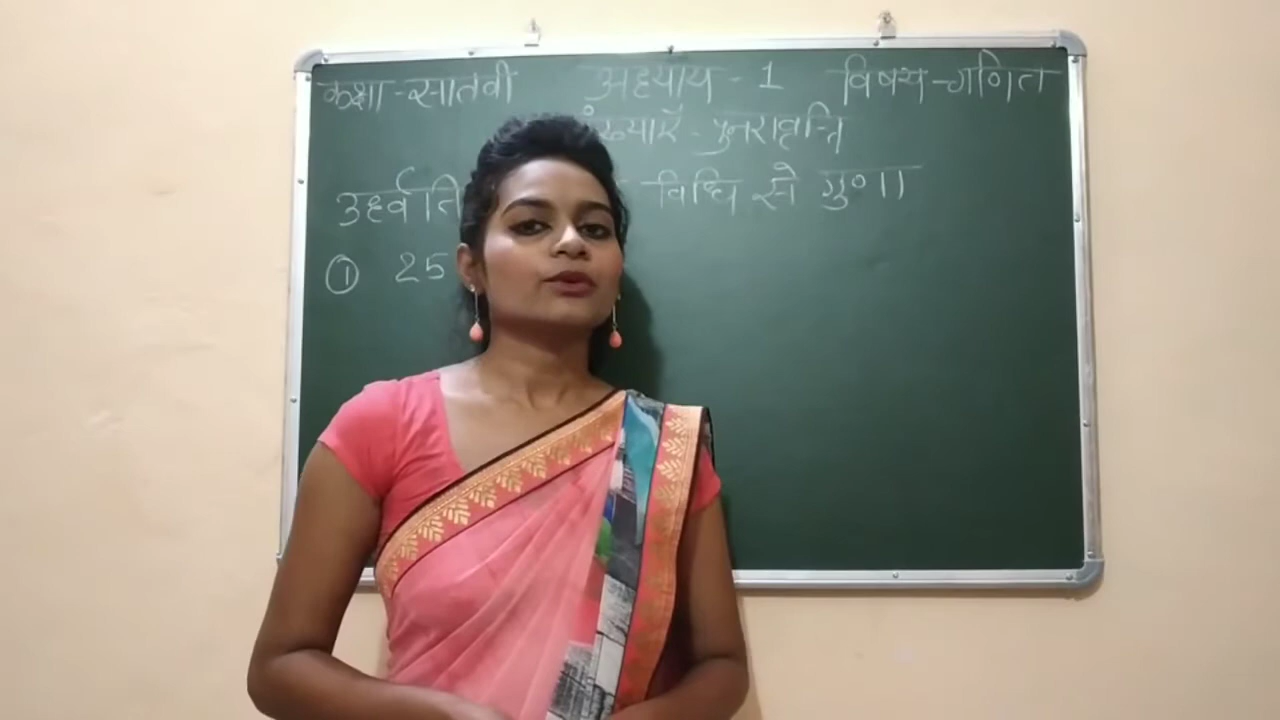 कक्षा-सातवीं अध्याय - 1 विषय-गणित
पुनरावृत्ति
विधि से गुणा
① 25